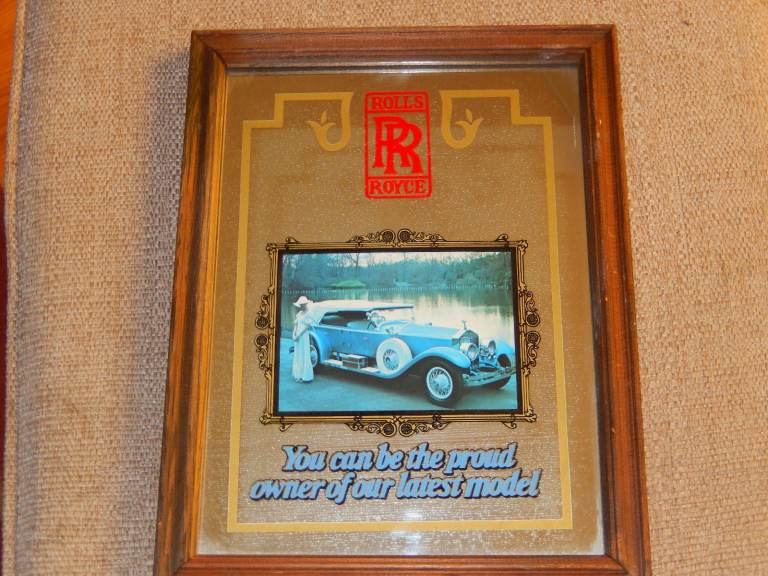 ROLLS
RR
ROYCE
You can be the proud
owner of our latest model